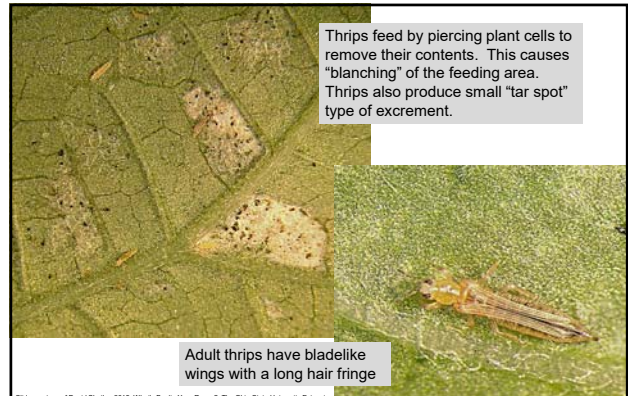 Thrips feed by piercing plant cells to
remove their contents.  This causes
“blanching” of the feeding area.
Thrips also produce small “tar spot”
type of excrement.
Adult thrips have bladelike
wings with a long hair fringe